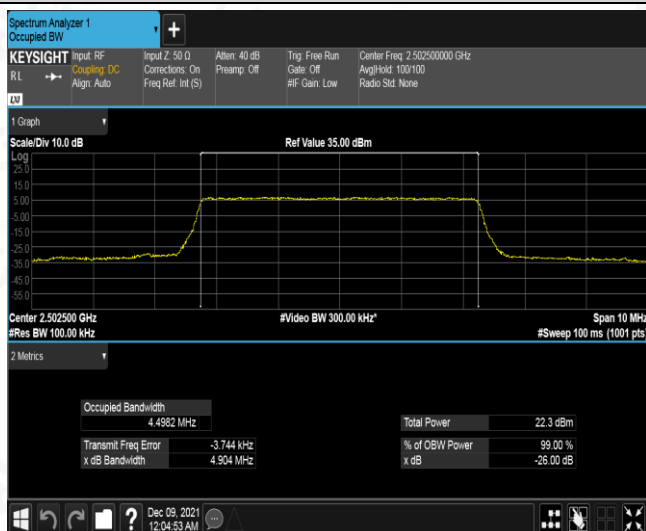 Spectrum Analyzer 1
Occupied BW
+
KEYSIGHT
RL
LXI
Input: RF
Coupling: DC
Align: Auto
Input Z: 50 Ω
Corrections: On
Freq Ref: Int (S)
Atten: 40 dB
Preamp: Off
Trig: Free Run
Gate: Off
#IF Gain: Low
Center Freq: 2.502500000 GHz
Avg|Hold: 100/100
Radio Std: None
1 Graph
Scale/Div 10.0 dB
Ref Value 35.00 dBm
Log
25.0
15.0
5.00
-5.00
-15.0
-25.0
-35.0
-45.0
-55.0
Center 2.502500 GHz
#Video BW 300.00 kHz*
Span 10 MHz
#Res BW 100.00 kHz
#Sweep 100 ms (1001 pts)
2 Metrics
Occupied Bandwidth
4.4982 MHz
Total Power 22.3 dBm
Transmit Freq Error -3.744 kHz
% of OBW Power 99.00 %
x dB Bandwidth 4.904 MHz
x dB -26.00 dB
?
Dec 09, 2021
12:04:53 AM